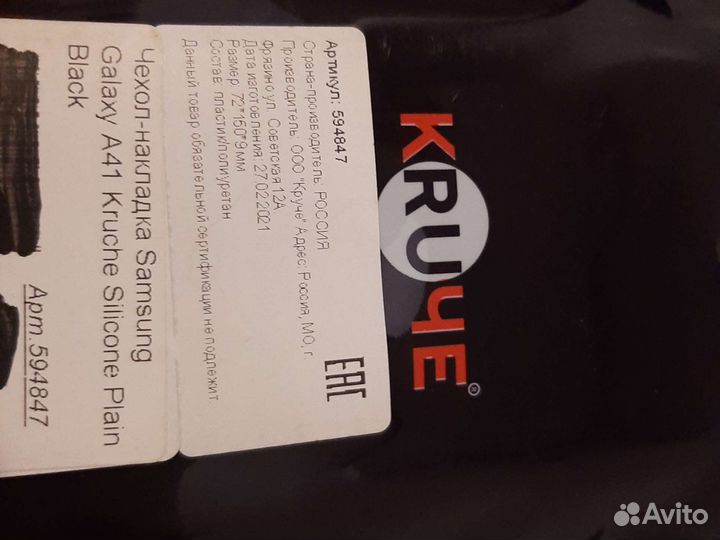 KRUЧЕ®
Артикул: 594847
Страна-производитель: РОССИЯ
Производитель: ООО "Круче" Адрес: Россия, МО, г.
Фрязино ул. Советская 12А
Дата изготовления: 27.02.2021
Размер: 72*150*9мм
Состав: пластик/полиуретан
Данный товар обязательной сертификации не подлежит
EAC
Чехол-накладка Samsung
Galaxy A41 Kruche Silicone Plain
Black
Арт.594847
Avito